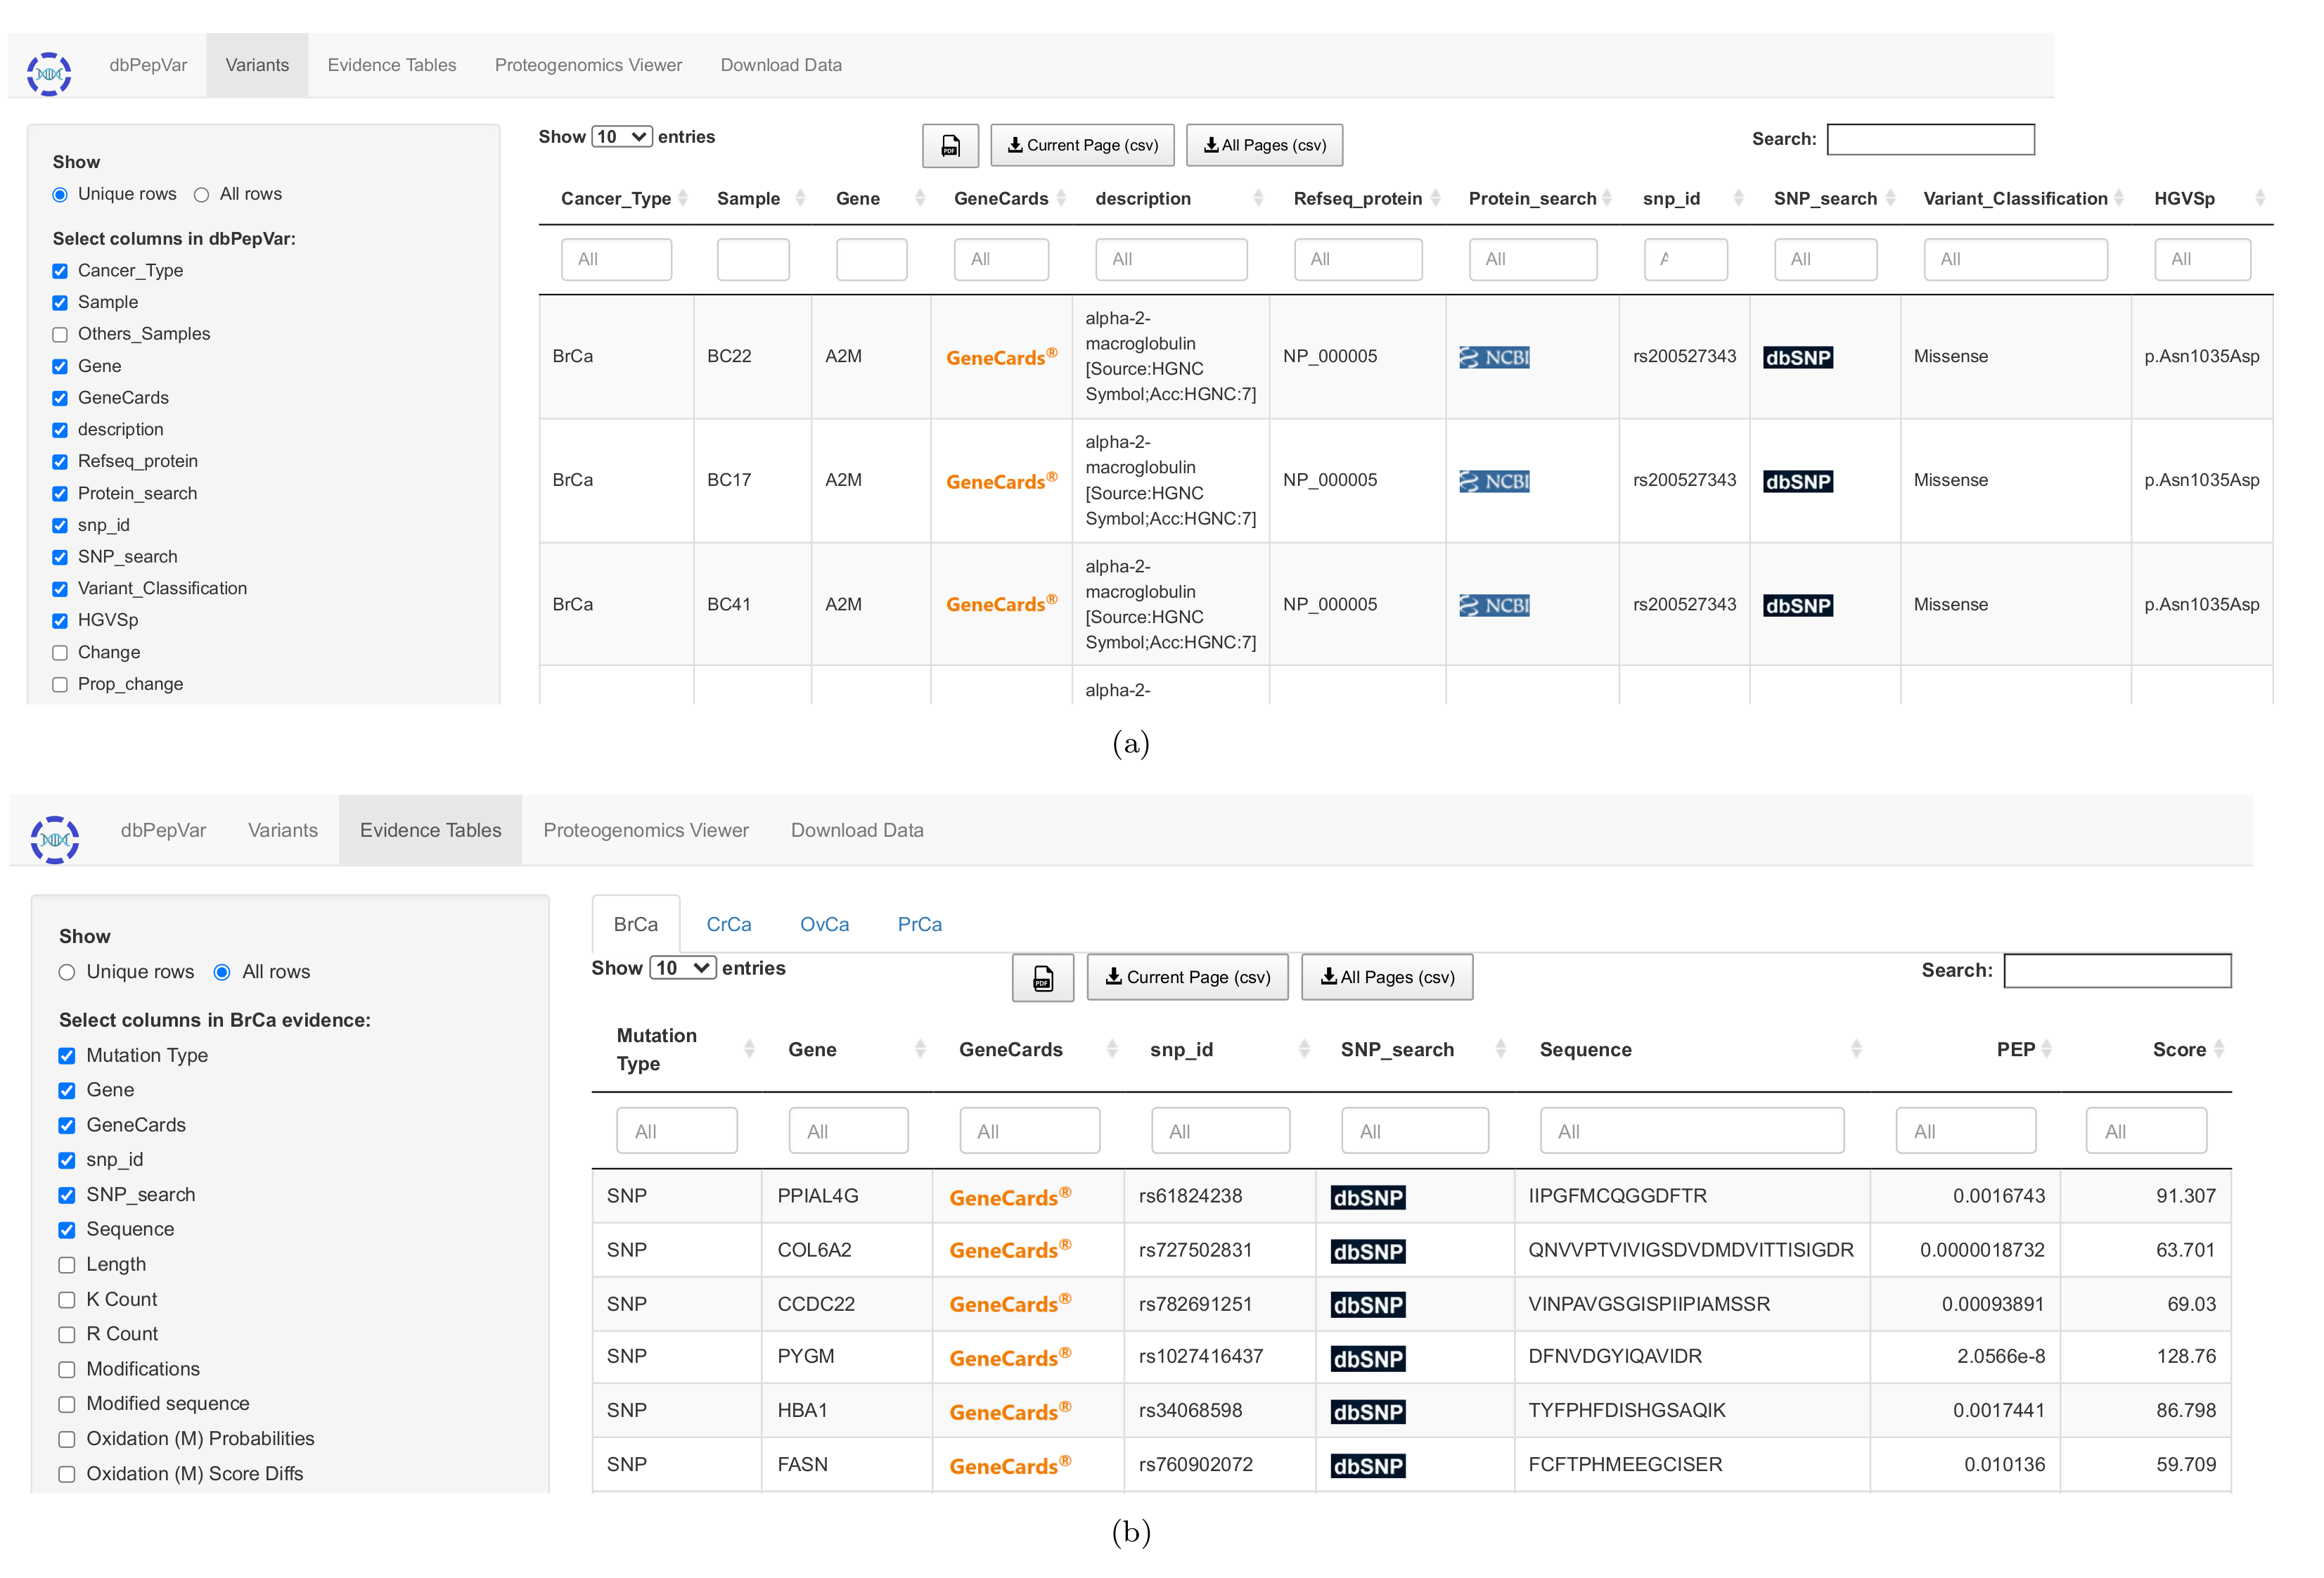 dbPepVar Variants Evidence Tables Proteogenomics Viewer Download Data
Show
Unique rows All rows
Select columns in dbPepVar:
Cancer_Type
Sample
Others_Samples
Gene
GeneCards
description
Refseq_protein
Protein_search
snp_id
SNP_search
Variant_Classification
HGVSp
Change
Prop_change
Show 10 entries
PDF
Current Page (csv) All Pages (csv)
Search:
Cancer_Type Sample Gene GeneCards description Refseq_protein Protein_search snp_id SNP_search Variant_Classification HGVSp
All All All All All All All All
BrCa BC22 A2M GeneCards® alpha-2-
macroglobulin
[Source:HGNC
Symbol;Acc:HGNC:7]
NP_000005 NCBI rs200527343 dbSNP Missense p.Asn1035Asp
BrCa BC17 A2M GeneCards® alpha-2-
macroglobulin
[Source:HGNC
Symbol;Acc:HGNC:7]
NP_000005 NCBI rs200527343 dbSNP Missense p.Asn1035Asp
BrCa BC41 A2M GeneCards® alpha-2-
macroglobulin
[Source:HGNC
Symbol;Acc:HGNC:7]
NP_000005 NCBI rs200527343 dbSNP Missense p.Asn1035Asp
alpha-2-
(a)
dbPepVar Variants Evidence Tables Proteogenomics Viewer Download Data
Show
Unique rows All rows
Select columns in BrCa evidence:
Mutation Type
Gene
GeneCards
snp_id
SNP_search
Sequence
Length
K Count
R Count
Modifications
Modified sequence
Oxidation (M) Probabilities
Oxidation (M) Score Diffs
BrCa CrCa OvCa PrCa
Show 10 entries
PDF
Current Page (csv) All Pages (csv)
Search:
Mutation
Type
Gene GeneCards snp_id SNP_search Sequence PEP Score
All All All All All All All All
SNP PPIAL4G GeneCards® rs61824238 dbSNP IIPGFMCQGGDFTR 0.0016743 91.307
SNP COL6A2 GeneCards® rs727502831 dbSNP QNVVPTVIVIGSDVDMDVITTISIGDR 0.0000018732 63.701
SNP CCDC22 GeneCards® rs782691251 dbSNP VINPAVGSGISPIIPIAMSSR 0.00093891 69.03
SNP PYGM GeneCards® rs1027416437 dbSNP DFNVDGYIQAVIDR 2.0566e-8 128.76
SNP HBA1 GeneCards® rs34068598 dbSNP TYFPHFDISHGSAQIK 0.0017441 86.798
SNP FASN GeneCards® rs760902072 dbSNP FCFTPHMEEGCISER 0.010136 59.709
(b)